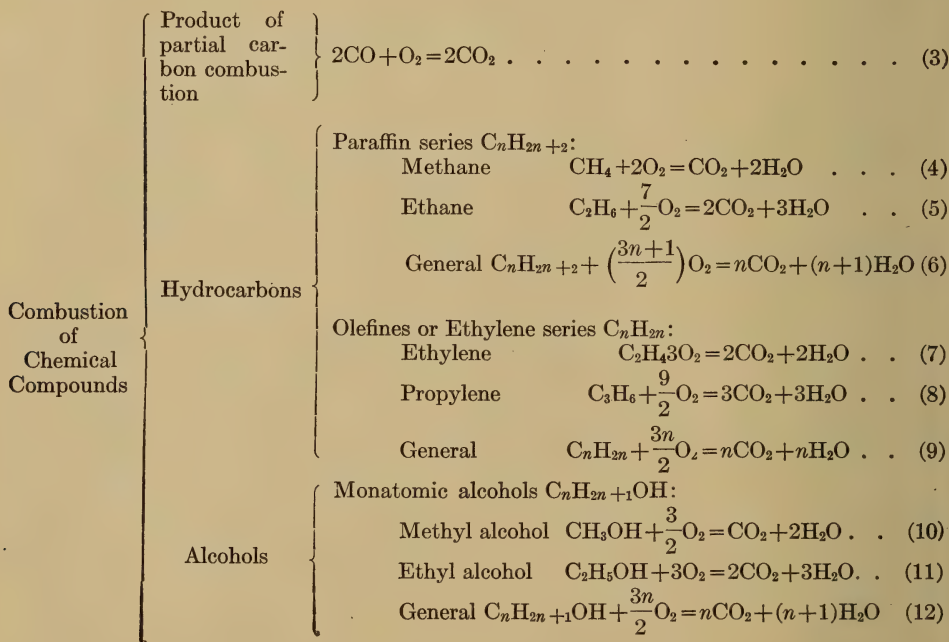 Product of
partial car-
bon combus-
tion
2CO+O₂=2CO₂ . . . . . . . . . . . . . . . (3)
Combustion
of
Chemical
Compounds
Hydrocarbons
Paraffin series CₙH₂ₙ₊₂:
Methane CH₄+2O₂=CO₂+2H₂O . . . (4)
Ethane C₂H₆+7/2O₂=2CO₂+3H₂O . . (5)
General CₙH₂ₙ₊₂+(3n+1/2)O₂=nCO₂+(n+1)H₂O (6)
Olefines or Ethylene series CₙH₂ₙ:
Ethylene C₂H₄3O₂=2CO₂+2H₂O . . (7)
Propylene C₃H₆+9/2O₂=3CO₂+3H₂O . . (8)
General CₙH₂ₙ+3n/2O₂=nCO₂+nH₂O . . (9)
Alcohols
Monatomic alcohols CₙH₂ₙ₊₁OH:
Methyl alcohol CH₃OH+3/2O₂=CO₂+2H₂O . . (10)
Ethyl alcohol C₂H₅OH+3O₂=2CO₂+3H₂O. . (11)
General CₙH₂ₙ₊₁OH+3n/2O₂=nCO₂+(n+1)H₂O (12)